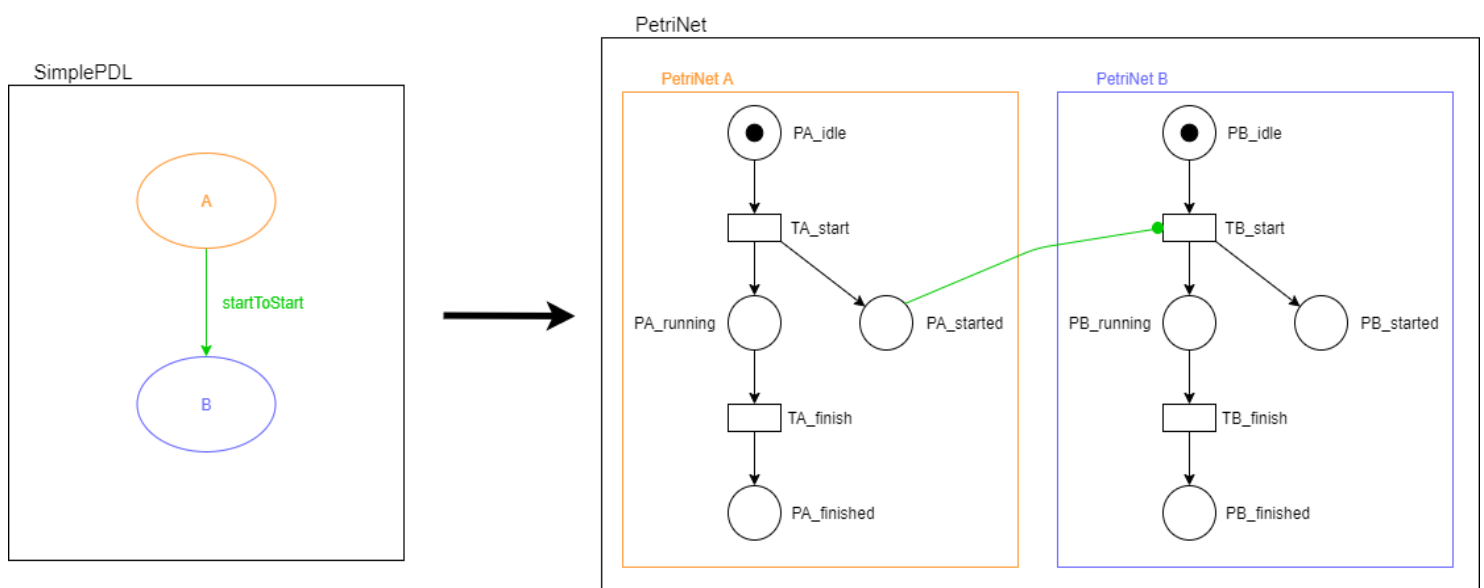 PetriNet
SimplePDL
PetriNet A
PetriNet B
PA_idle
PB_idle
A
TA_start
TB_start
startToStart
PA_running
PA_started
PB_running
PB_started
B
TA_finish
TB_finish
PA_finished
PB_finished